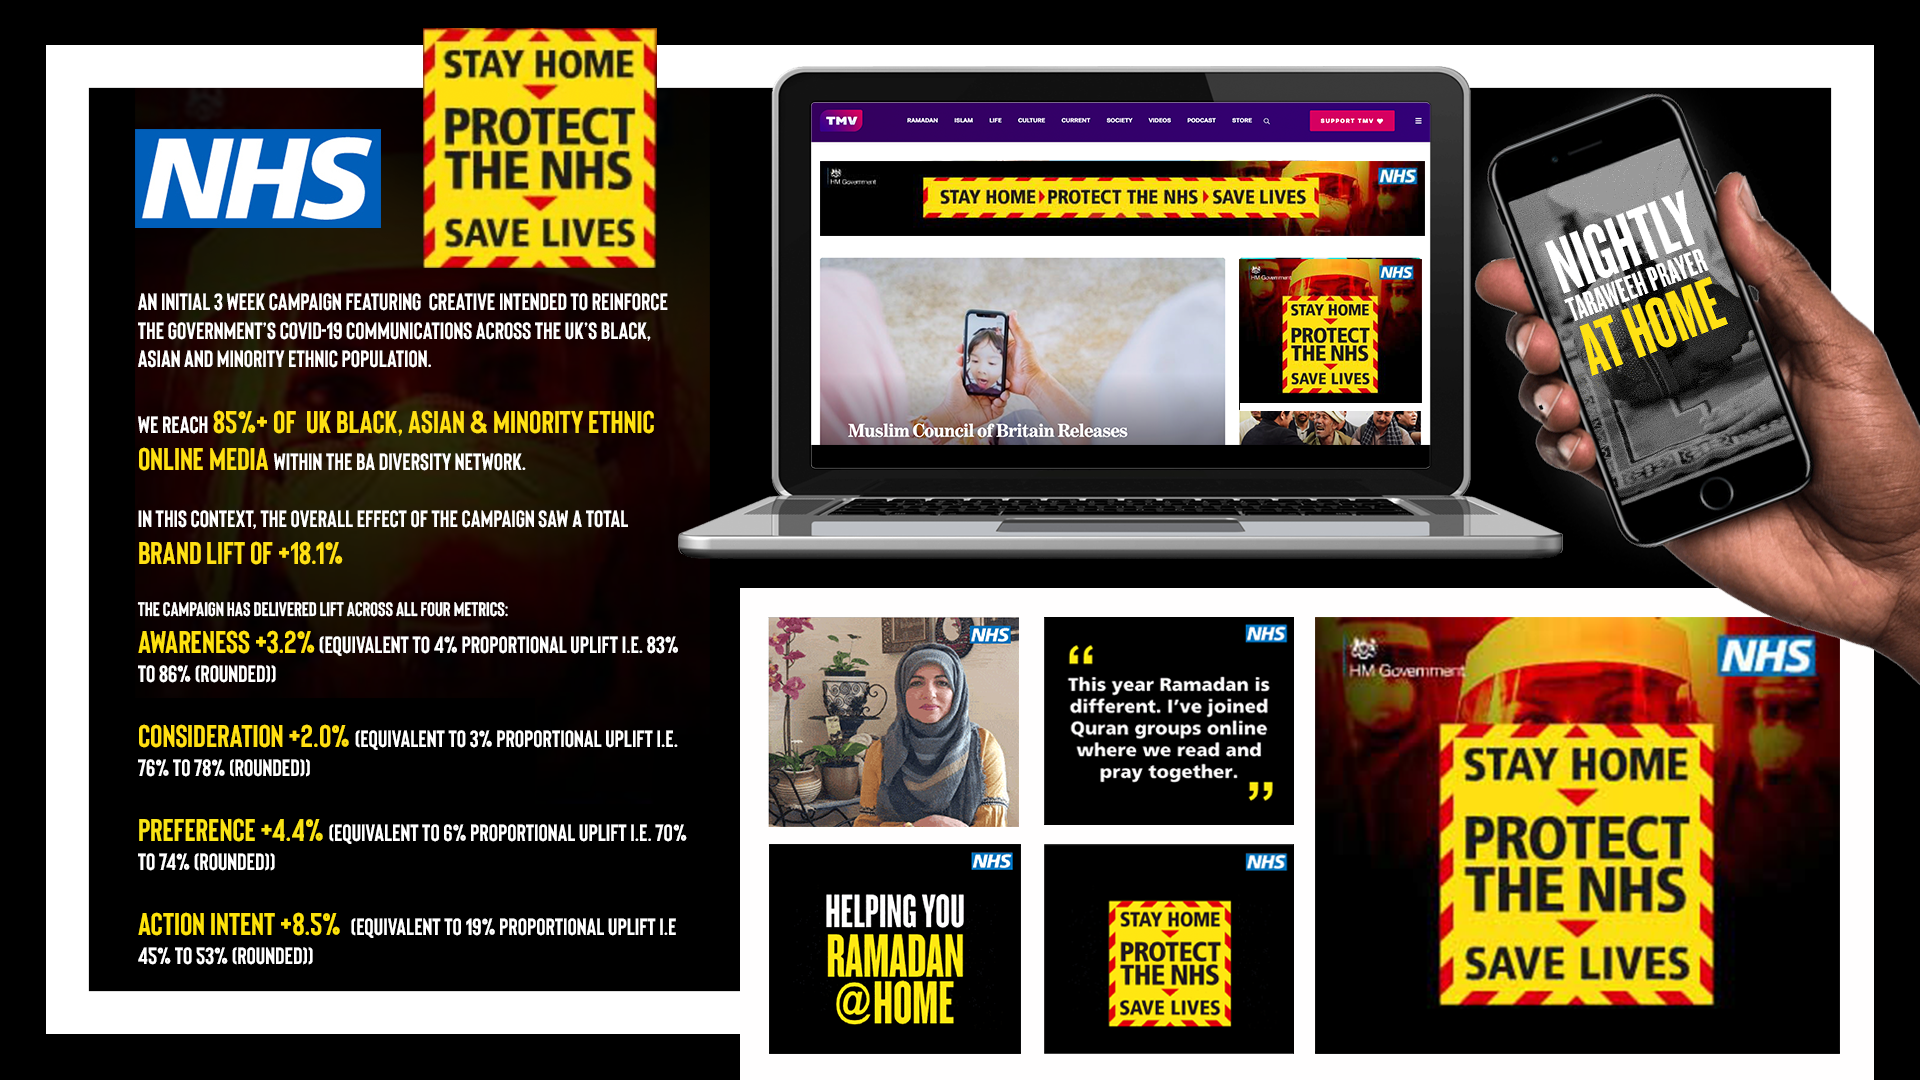 NHS
STAY HOME
PROTECT
THE NHS
SAVE LIVES
AN INITIAL 3 WEEK CAMPAIGN FEATURING CREATIVE INTENDED TO REINFORCE
THE GOVERNMENT'S COVID-19 COMMUNICATIONS ACROSS THE UK'S BLACK,
ASIAN AND MINORITY ETHNIC POPULATION.
WE REACH 85%+ OF UK BLACK, ASIAN & MINORITY ETHNIC
ONLINE MEDIA WITHIN THE BA DIVERSITY NETWORK.
IN THIS CONTEXT, THE OVERALL EFFECT OF THE CAMPAIGN SAW A TOTAL
BRAND LIFT OF +18.1%
THE CAMPAIGN HAS DELIVERED LIFT ACROSS ALL FOUR METRICS:
AWARENESS +3.2% (EQUIVALENT TO 4% PROPORTIONAL UPLIFT I.E. 83%
TO 86% (ROUNDED))
CONSIDERATION +2.0% (EQUIVALENT TO 3% PROPORTIONAL UPLIFT I.E.
76% TO 78% (ROUNDED))
PREFERENCE +4.4% (EQUIVALENT TO 6% PROPORTIONAL UPLIFT I.E. 70%
TO 74% (ROUNDED))
ACTION INTENT +8.5% (EQUIVALENT TO 19% PROPORTIONAL UPLIFT I.E
45% TO 53% (ROUNDED))
TMV RAMADAN ISLAM LIFE CULTURE CURRENT SOCIETY VIDEOS PODCAST STORE SUPPORT TMV
HM Government
NHS
STAY HOME PROTECT THE NHS SAVE LIVES
Muslim Council of Britain Releases
HM Government
NHS
STAY HOME
PROTECT
THE NHS
SAVE LIVES
NIGHTLY
TARAWEEH PRAYER
AT HOME
NHS
NHS
“
This year Ramadan is
different. I've joined
Quran groups online
where we read and
pray together.
”
NHS
HELPING YOU
RAMADAN
@HOME
NHS
STAY HOME
PROTECT
THE NHS
SAVE LIVES
HM Government
NHS
STAY HOME
PROTECT
THE NHS
SAVE LIVES